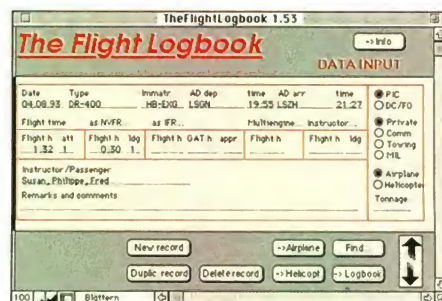 TheFlightLogbook 1.53
The Flight Logbook
->Info
DATA INPUT
Date Type Immatr AD dep time AD arr time
04.08.93 DR-400 HB-EXG LSGN 19:55 LSZH 21:27
Flight time as NVFR as IFR Multiengine Instructor
Flight h att Flight h ldg Flight h GAT h appr Flight h Flight h ldg
1.32 1 0:30 1
Instructor/Passenger
Susan, Philippe, Fred
Remarks and comments
PIC
DC/FO
Private
Comm
Towring
MIL
Airplane
Helicopter
Tonnage
New record ->Airplane Find
Duplic record Delete record ->Helicopt ->Logbook
100 Blättern